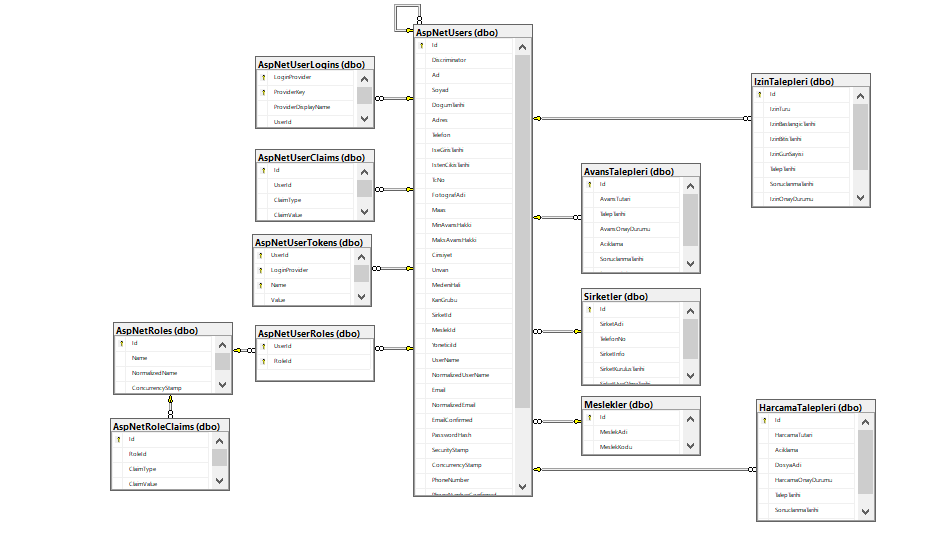 AspNetUsers (dbo)
Id
Discriminator
Ad
Soyad
DogumTarihi
Adres
Telefon
IseGirisTarihi
IstenCikisTarihi
TcNo
FotografAdi
Maas
MinAvansHakki
MaksAvansHakki
Cinsiyet
Unvan
MedeniHali
KanGrubu
SirketId
MeslekId
YoneticiId
UserName
NormalizedUserName
Email
NormalizedEmail
EmailConfirmed
PasswordHash
SecurityStamp
ConcurrencyStamp
PhoneNumber
PhoneNumberConfirmed
AspNetUserLogins (dbo)
LoginProvider
ProviderKey
ProviderDisplayName
UserId
AspNetUserClaims (dbo)
Id
UserId
ClaimType
ClaimValue
AspNetUserTokens (dbo)
UserId
LoginProvider
Name
Value
AspNetRoles (dbo)
Id
Name
NormalizedName
ConcurrencyStamp
AspNetUserRoles (dbo)
UserId
RoleId
AspNetRoleClaims (dbo)
Id
RoleId
ClaimType
ClaimValue
IzinTalepleri (dbo)
Id
IzinTuru
IzinBaslangicTarihi
IzinBitisTarihi
IzinGunSayisi
TalepTarihi
SonuclanmaTarihi
IzinOnayDurumu
AvansTalepleri (dbo)
Id
AvansTutari
TalepTarihi
AvansOnayDurumu
Aciklama
SonuclanmaTarihi
Sirketler (dbo)
Id
SirketAdi
TelefonNo
SirketInfo
SirketKurulusTarihi
Meslekler (dbo)
Id
MeslekAdi
MeslekKodu
HarcamaTalepleri (dbo)
Id
HarcamaTutari
Aciklama
DosyaAdi
HarcamaOnayDurumu
TalepTarihi
SonuclanmaTarihi